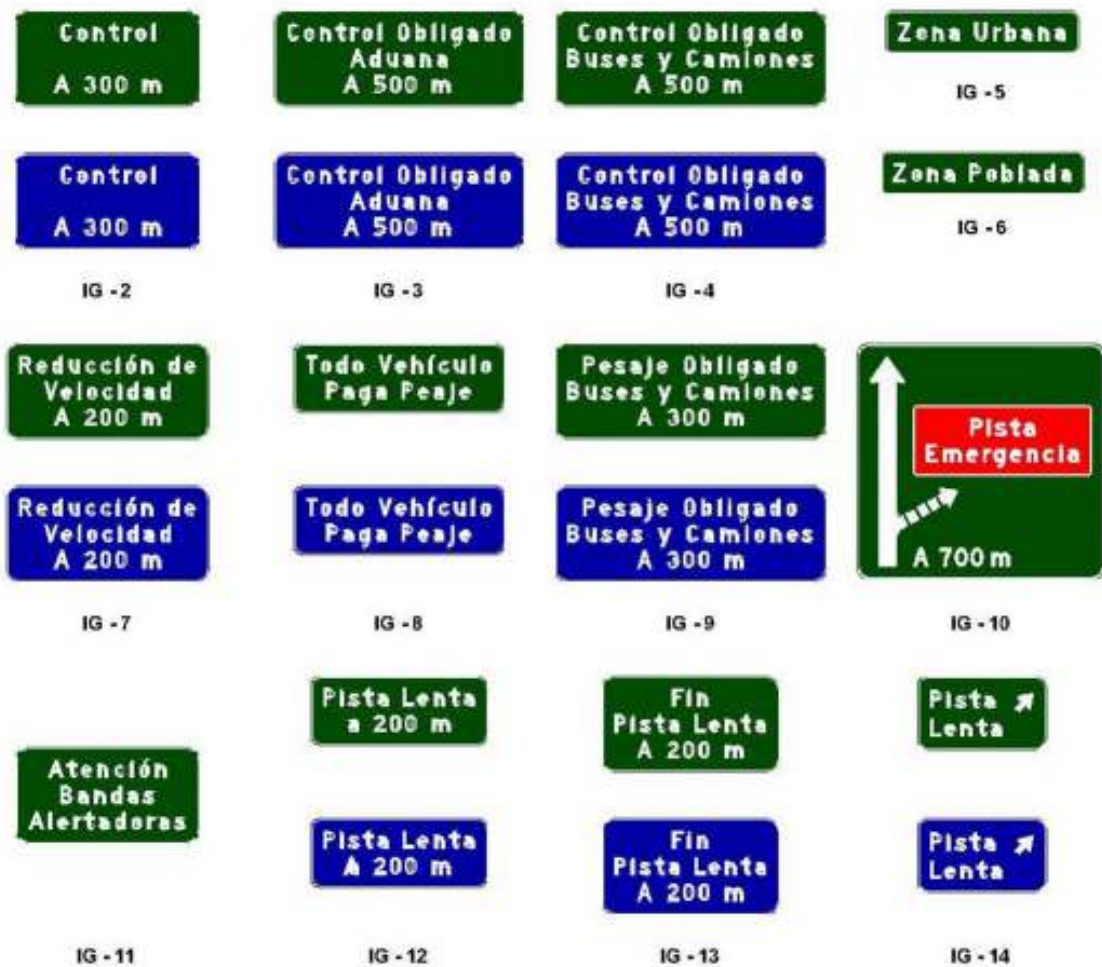 Control
A 300 m
Control Obligado
Aduana
A 500 m
Control Obligado
Buses y Camiones
A 500 m
Zona Urbana
IG - 5
Control
A 300 m
Control Obligado
Aduana
A 500 m
Control Obligado
Buses y Camiones
A 500 m
Zona Poblada
IG - 6
IG - 2
IG - 3
IG - 4
Reducción de
Velocidad
A 200 m
Todo Vehículo
Paga Peaje
Pesaje Obligado
Buses y Camiones
A 300 m
Pista
Emergencia
A 700 m
Reducción de
Velocidad
A 200 m
Todo Vehículo
Paga Peaje
Pesaje Obligado
Buses y Camiones
A 300 m
IG - 7
IG - 8
IG - 9
IG - 10
Atención
Bandas
Alertadoras
Pista Lenta
a 200 m
Fin
Pista Lenta
A 200 m
Pista
Lenta
Pista Lenta
A 200 m
Fin
Pista Lenta
A 200 m
Pista
Lenta
IG - 11
IG - 12
IG - 13
IG - 14